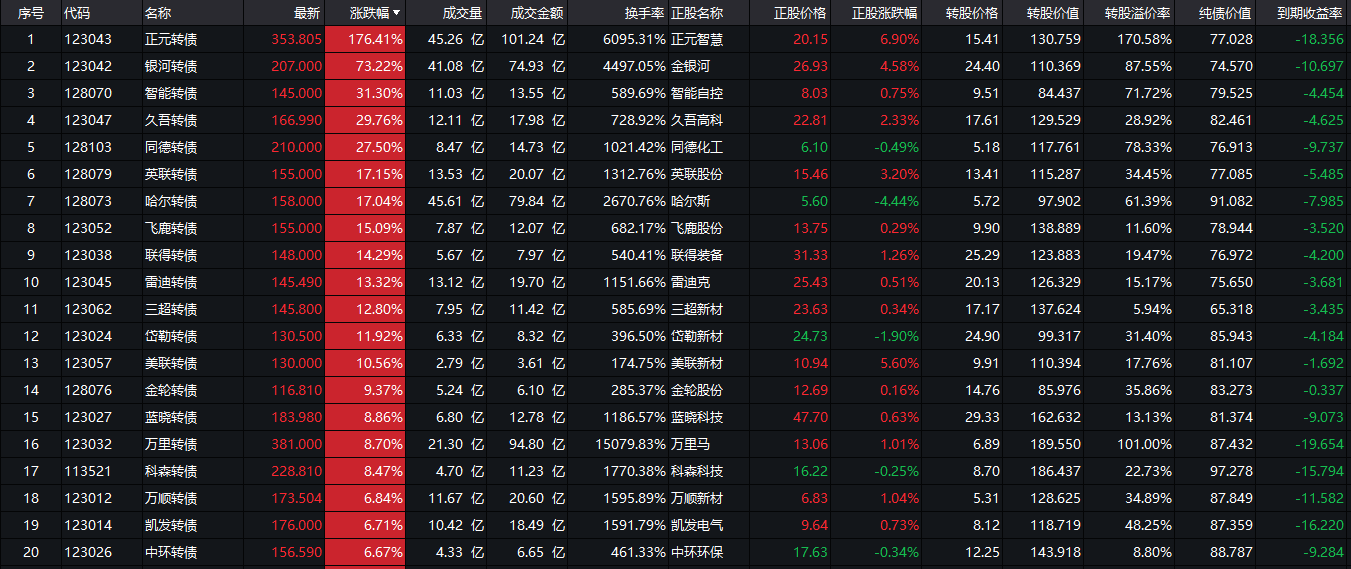 序号 代码 名称 最新 涨跌幅 成交量 成交金额 换手率 正股名称 正股价格 正股涨跌幅 转股价格 转股价值 转股溢价率 纯债价值 到期收益率
1 123043 正元转债 353.805 176.41% 45.26 亿 101.24 亿 6095.31% 正元智慧 20.15 6.90% 15.41 130.759 170.58% 77.028 -18.356
2 123042 银河转债 207.000 73.22% 41.08 亿 74.93 亿 4497.05% 金银河 26.93 4.58% 24.40 110.369 87.55% 74.570 -10.697
3 128070 智能转债 145.000 31.30% 11.03 亿 13.55 亿 589.69% 智能自控 8.03 0.75% 9.51 84.437 71.72% 79.525 -4.454
4 123047 久吾转债 166.990 29.76% 12.11 亿 17.98 亿 728.92% 久吾高科 22.81 2.33% 17.61 129.529 28.92% 82.461 -4.625
5 128103 同德转债 210.000 27.50% 8.47 亿 14.73 亿 1021.42% 同德化工 6.10 -0.49% 5.18 117.761 78.33% 76.913 -9.737
6 128079 英联转债 155.000 17.15% 13.53 亿 20.07 亿 1312.76% 英联股份 15.46 3.20% 13.41 115.287 34.45% 77.085 -5.485
7 128073 哈尔转债 158.000 17.04% 45.61 亿 79.84 亿 2670.76% 哈尔斯 5.60 -4.44% 5.72 97.902 61.39% 91.082 -7.985
8 123052 飞鹿转债 155.000 15.09% 7.87 亿 12.07 亿 682.17% 飞鹿股份 13.75 0.29% 9.90 138.889 11.60% 78.944 -3.520
9 123038 联得转债 148.000 14.29% 5.67 亿 7.97 亿 540.41% 联得装备 31.33 1.26% 25.29 123.883 19.47% 76.972 -4.200
10 123045 雷迪转债 145.490 13.32% 13.12 亿 19.70 亿 1151.66% 雷迪克 25.43 0.51% 20.13 126.329 15.17% 75.650 -3.681
11 123062 三超转债 145.800 12.80% 7.95 亿 11.42 亿 585.69% 三超新材 23.63 0.34% 17.17 137.624 5.94% 65.318 -3.435
12 123024 岱勒转债 130.500 11.92% 6.33 亿 8.32 亿 396.50% 岱勒新材 24.73 -1.90% 24.90 99.317 31.40% 85.943 -4.184
13 123057 美联转债 130.000 10.56% 2.79 亿 3.61 亿 174.75% 美联新材 10.94 5.60% 9.91 110.394 17.76% 81.107 -1.692
14 128076 金轮转债 116.810 9.37% 5.24 亿 6.10 亿 285.37% 金轮股份 12.69 0.16% 14.76 85.976 35.86% 83.273 -0.337
15 123027 蓝晓转债 183.980 8.86% 6.80 亿 12.78 亿 1186.57% 蓝晓科技 47.70 0.63% 29.33 162.632 13.13% 81.374 -9.073
16 123032 万里转债 381.000 8.70% 21.30 亿 94.80 亿 15079.83% 万里马 13.06 1.01% 6.89 189.550 101.00% 87.432 -19.654
17 113521 科森转债 228.810 8.47% 4.70 亿 11.23 亿 1770.38% 科森科技 16.22 -0.25% 8.70 186.437 22.73% 97.278 -15.794
18 123012 万顺转债 173.504 6.84% 11.67 亿 20.60 亿 1595.89% 万顺新材 6.83 1.04% 5.31 128.625 34.89% 87.849 -11.582
19 123014 凯发转债 176.000 6.71% 10.42 亿 18.49 亿 1591.79% 凯发电气 9.64 0.73% 8.12 118.719 48.25% 87.359 -16.220
20 123026 中环转债 156.590 6.67% 4.33 亿 6.65 亿 461.33% 中环环保 17.63 -0.34% 12.25 143.918 8.80% 88.787 -9.284